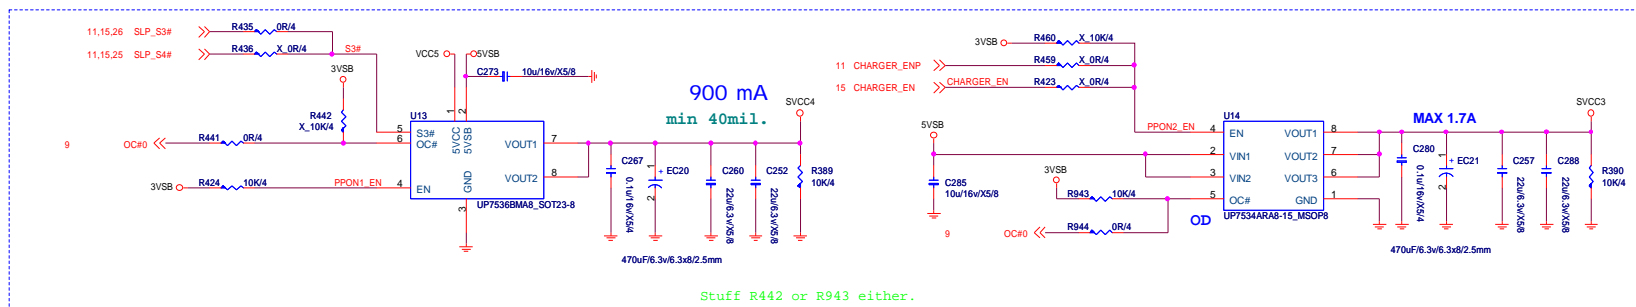 11,15,26 SLP_S3# R435 0R/4
11,15,25 SLP_S4# R436 X_0R/4 S3#
VCC5 5VSB
3VSB
C273 10u/16v/X5/8
R442
X_10K/4
900 mA
min 40mil.
SVCC4
U13
1 2
5VCC 5VSB
5 S3#
6 OC#
VOUT1 7
VOUT2 8
9 OC#0 R441 0R/4
3VSB R424 10K/4 PPON1_EN 4 EN
GND
3
UP7536BMA8_SOT23-8
C267
0.1u/16v/X5/4
1
+ EC20
2
C260
22u/6.3v/X5/8
C252
22u/6.3v/X5/8
R389
10K/4
470uF/6.3v/6.3x8/2.5mm
3VSB R460 X_10K/4
11 CHARGER_ENP R459 X_0R/4
15 CHARGER_EN CHARGER_EN R423 X_0R/4
5VSB
C285
10u/16v/X5/8
PPON2_EN
U14
4 EN VOUT1 8
2 VIN1 VOUT2 7
3 VIN2 VOUT3 6
5 OC# GND 1
UP7534ARA8-15_MSOP8
3VSB
R943 10K/4
OD
9 OC#0 R944 0R/4
MAX 1.7A
SVCC3
C280
0.1u/16v/X5/4
1
+ EC21
2
C257
22u/6.3v/X5/8
C288
22u/6.3v/X5/8
R390
10K/4
470uF/6.3v/6.3x8/2.5mm
Stuff R442 or R943 either.